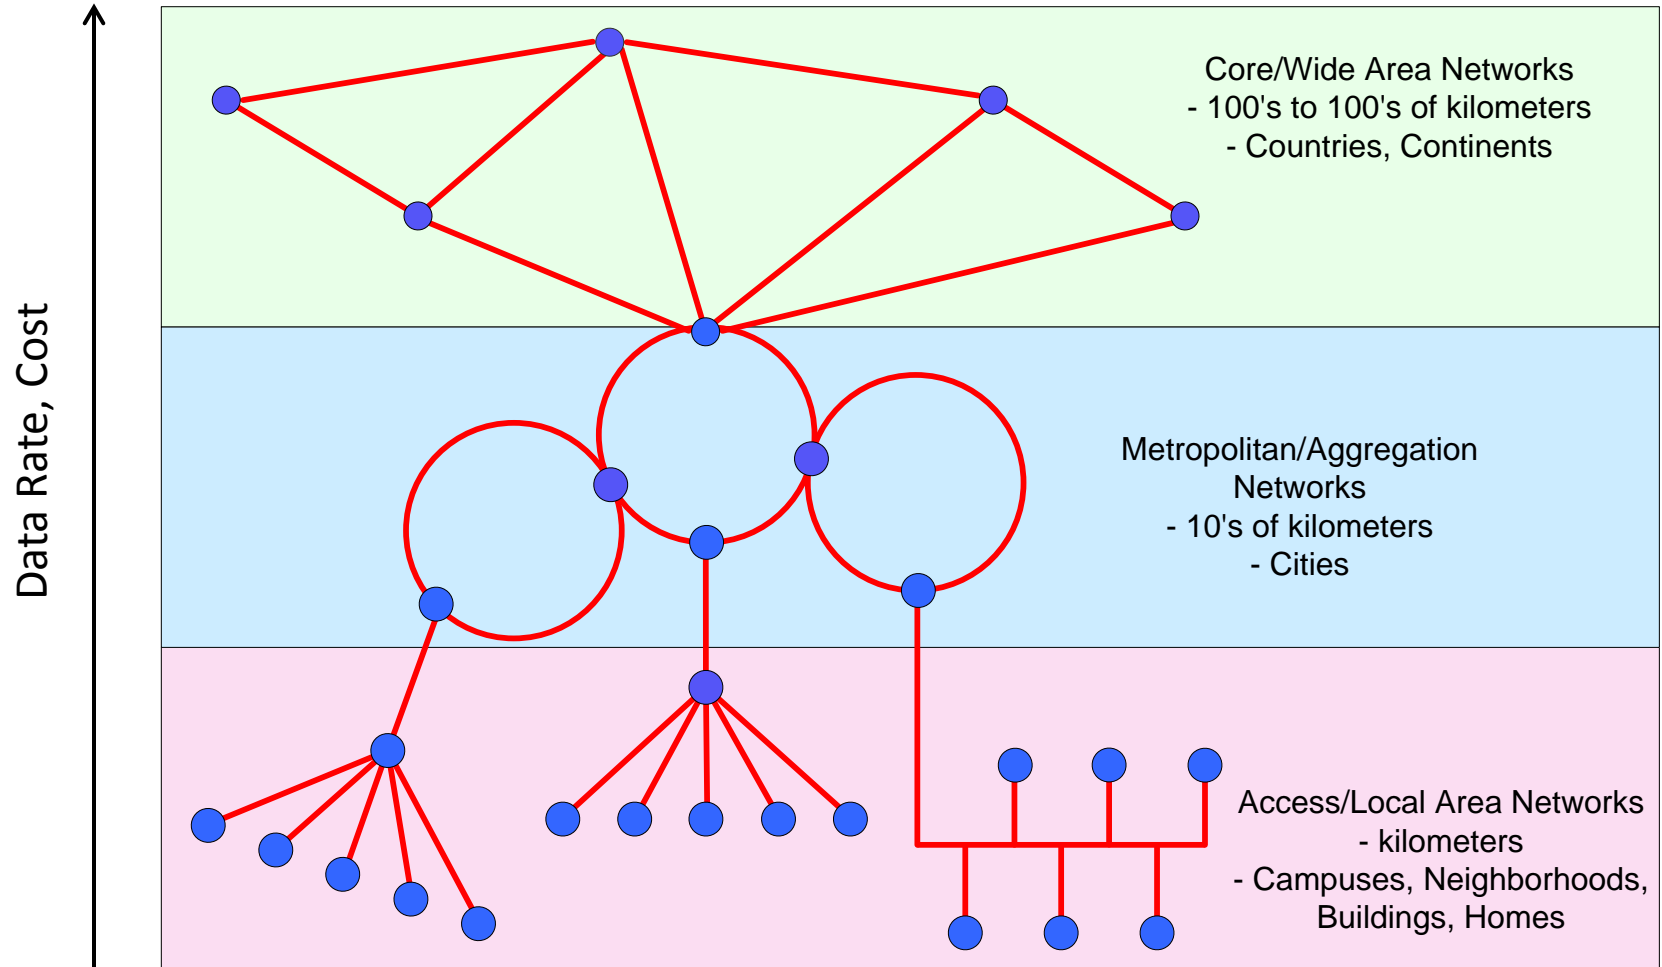 Data Rate, Cost
Core/Wide Area Networks
- 100's to 100's of kilometers
- Countries, Continents
Metropolitan/Aggregation
Networks
- 10's of kilometers
- Cities
Access/Local Area Networks
- kilometers
- Campuses, Neighborhoods,
Buildings, Homes